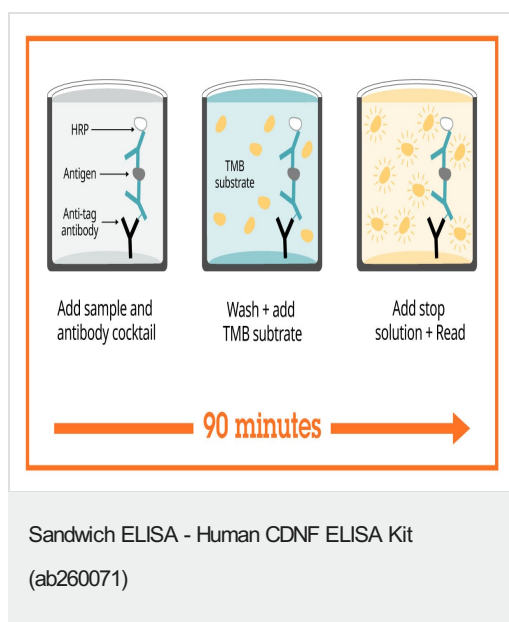 HRP
Antigen
Anti-tag
antibody
TMB
substrate
Add sample and
antibody cocktail
Wash + add
TMB subtrate
Add stop
solution + Read
90 minutes
Sandwich ELISA - Human CDNF ELISA Kit
(ab260071)